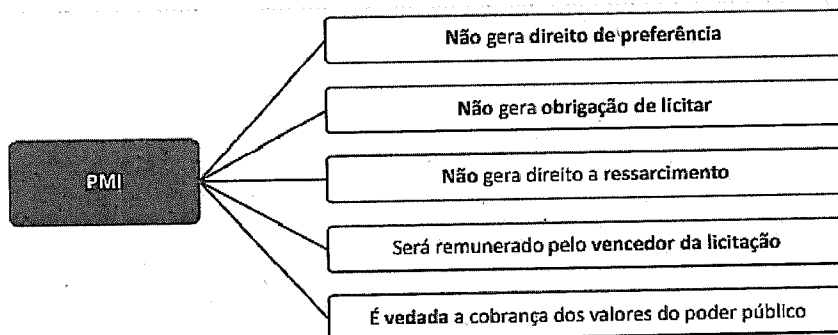 Não gera direito de preferência
Não gera obrigação de licitar
PMI
Não gera direito a ressarcimento
Será remunerado pelo vencedor da licitação
É vedada a cobrança dos valores do poder público